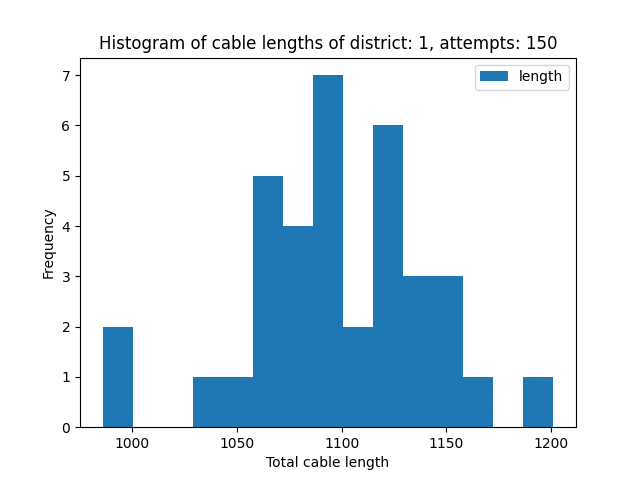 Histogram of cable lengths of district: 1, attempts: 150
length
7
6
5
4
3
2
1
0
Frequency
1000 1050 1100 1150 1200
Total cable length